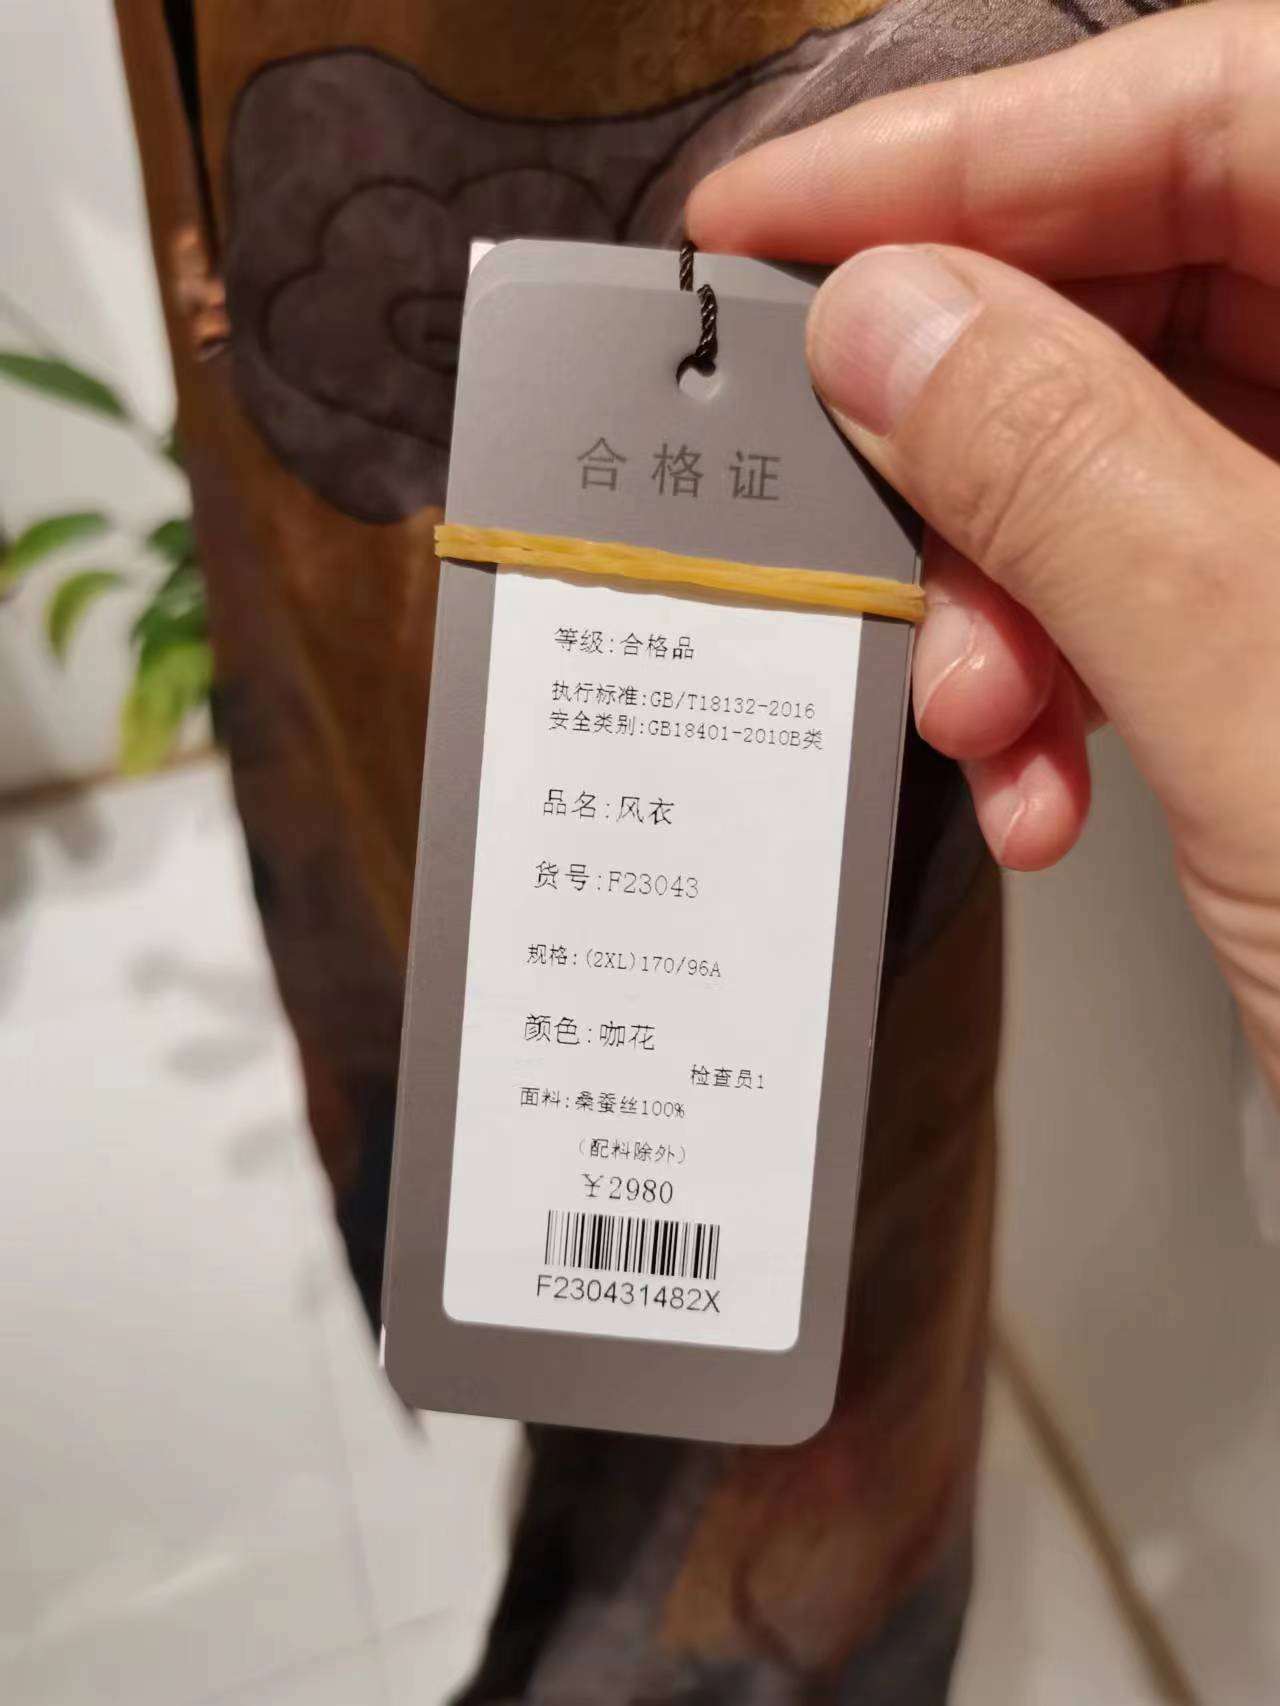 合格证
等级:合格品
执行标准:GB/T18132-2016
安全类别:GB18401-2010B类
品名:风衣
货号:F23043
规格:(2XL)170/96A
颜色:咖花
检查员1
面料:桑蚕丝100%
(配料除外)
¥2980
F230431482X